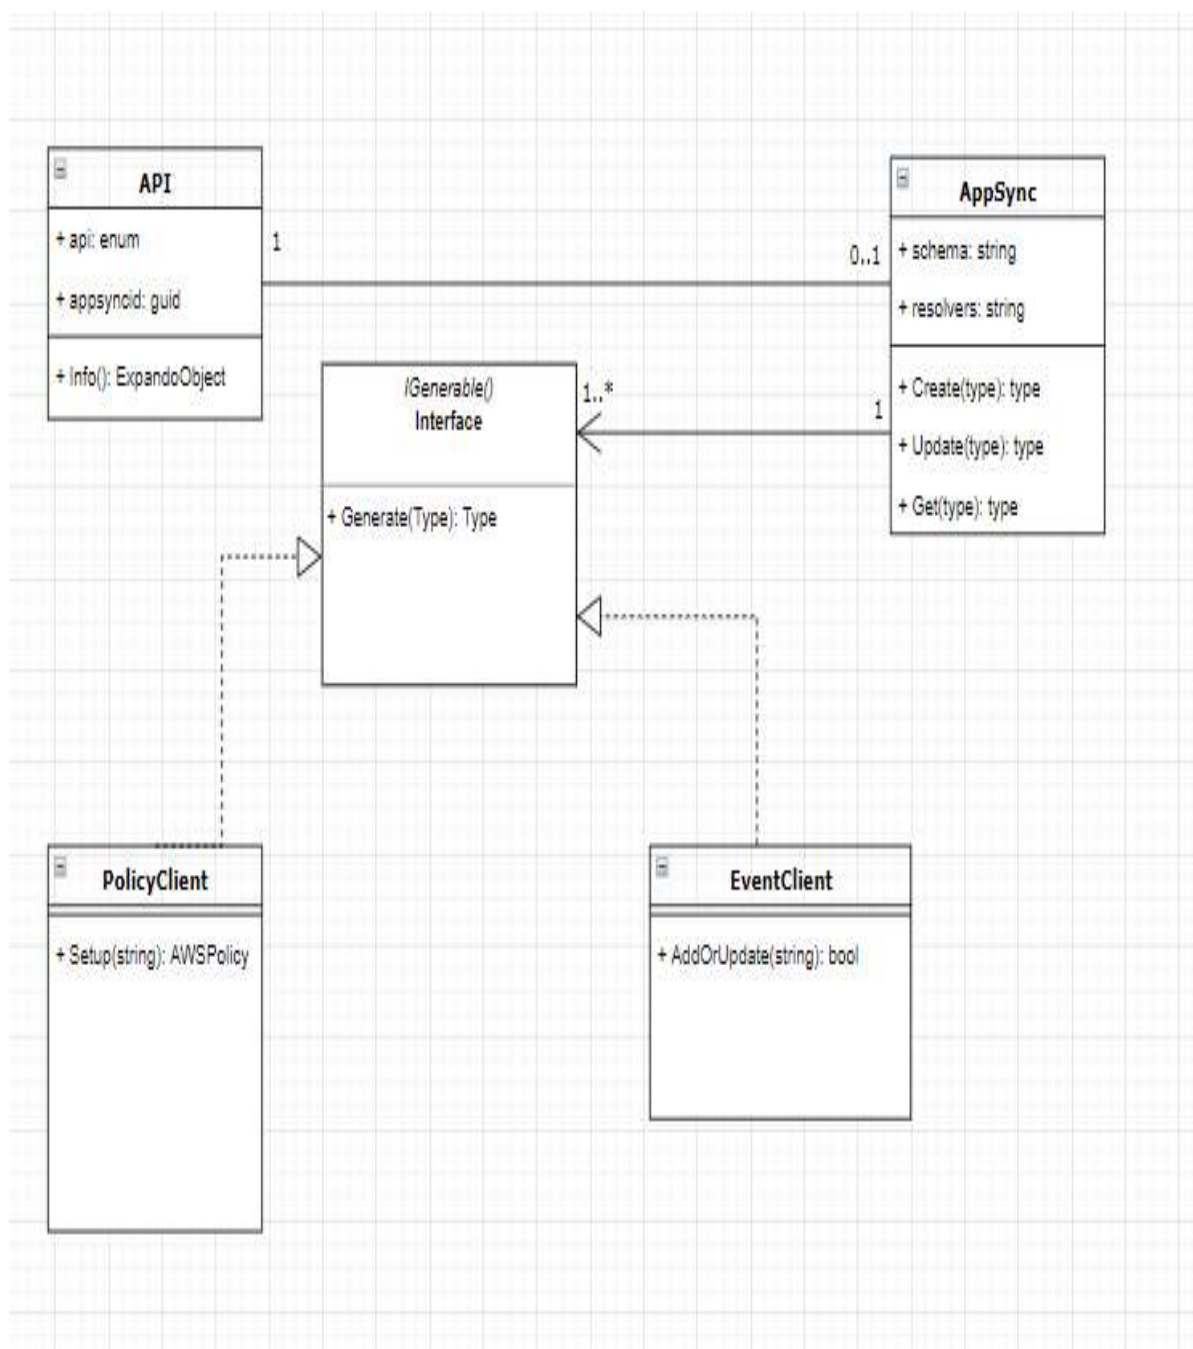 API
+ api: enum
+ appsyncid: guid
+ Info(): ExpandoObject
1
0..1
AppSync
+ schema: string
+ resolvers: string
+ Create(type): type
+ Update(type): type
+ Get(type): type
IGenerable()
Interface
+ Generate(Type): Type
1..*
1
PolicyClient
+ Setup(string): AWSPolicy
EventClient
+ AddOrUpdate(string): bool